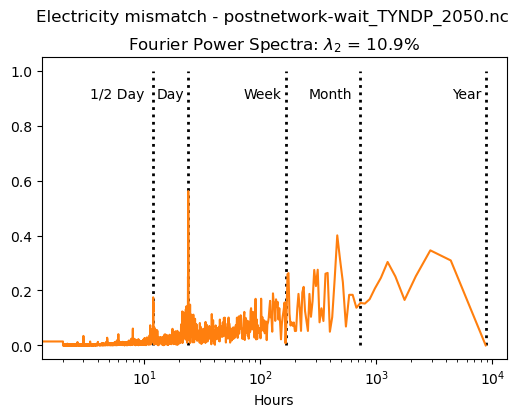 Electricity mismatch - postnetwork-wait_TYNDP_2050.nc
Fourier Power Spectra: λ₂ = 10.9%
1.0
1/2 Day Day Week Month Year
0.8
0.6
0.4
0.2
0.0
10¹ 10² 10³ 10⁴
Hours